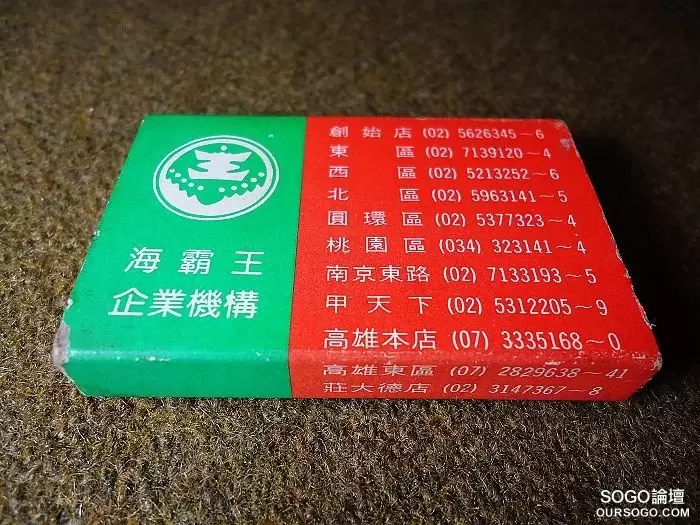 王
海霸王
企業機構
創始店 (02) 5626345~6
東區 (02) 7139120~4
西區 (02) 5213252~6
北區 (02) 5963141~5
圓環區 (02) 5377323~4
桃園區 (034) 323141~4
南京東路 (02) 7133193~5
甲天下 (02) 5312205~9
高雄本店 (07) 3335168~0
高雄東區 (07) 2829638~41
莊大德店 (02) 3147367~8
SOGO論壇
OURSOGO.COM